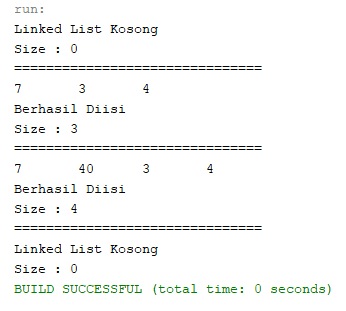 run:
Linked List Kosong
Size : 0
===============================
7 3 4
Berhasil Diisi
Size : 3
===============================
7 40 3 4
Berhasil Diisi
Size : 4
===============================
Linked List Kosong
Size : 0
BUILD SUCCESSFUL (total time: 0 seconds)